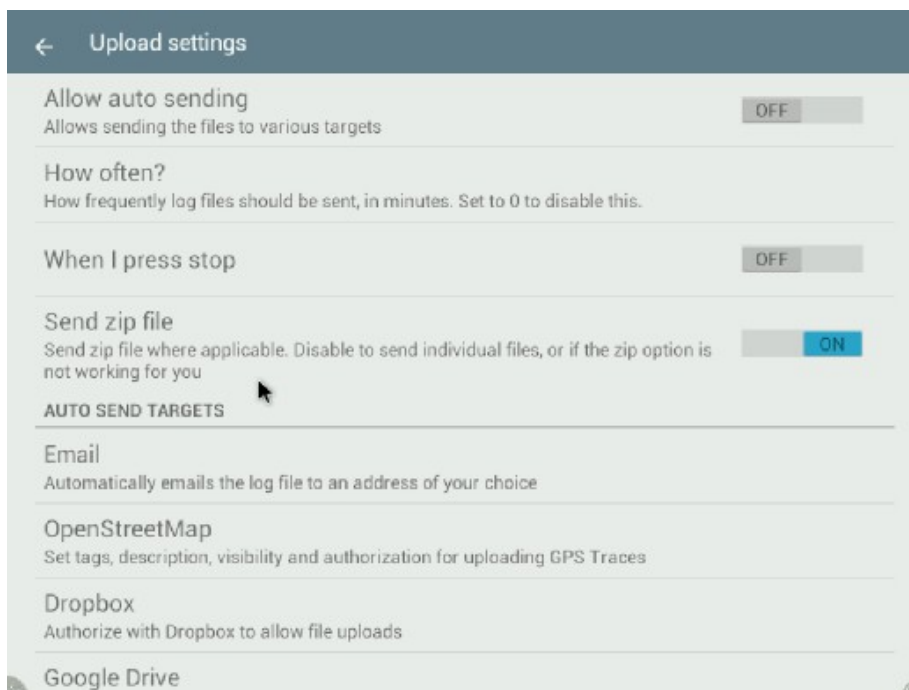 Upload settings
Allow auto sending
OFF
Allows sending the files to various targets
How often?
How frequently log files should be sent, in minutes. Set to 0 to disable this.
When I press stop
OFF
Send zip file
Send zip file where applicable. Disable to send individual files, or if the zip option is
not working for you
ON
AUTO SEND TARGETS
Email
Automatically emails the log file to an address of your choice
OpenStreetMap
Set tags, description, visibility and authorization for uploading GPS Traces
Dropbox
Authorize with Dropbox to allow file uploads
Google Drive